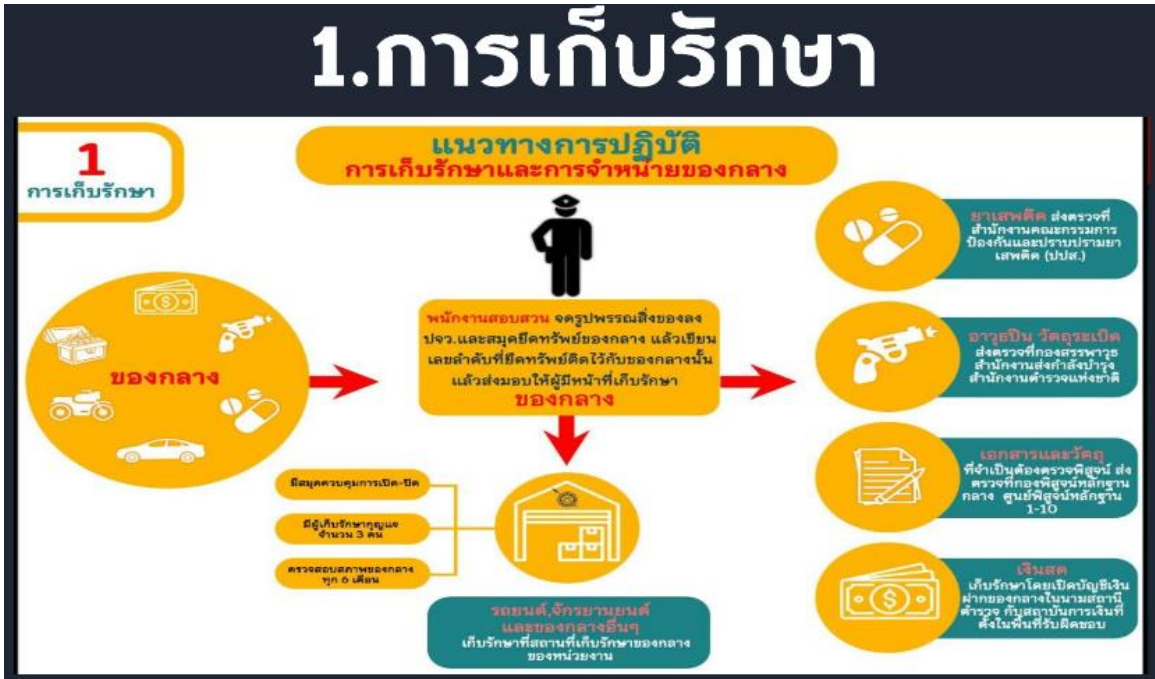 1.การเก็บรักษา
1
การเก็บรักษา
แนวทางการปฏิบัติ
การเก็บรักษาและการจำหน่ายของกลาง
ของกลาง
พนักงานสอบสวน จดรูปพรรณสิ่งของลง
ปจว.และสมุดยึดทรัพย์ของกลาง แล้วเขียน
เลขลำดับที่ยึดทรัพย์ติดไว้กับของกลางนั้น
แล้วส่งมอบให้ผู้มีหน้าที่เก็บรักษา
ของกลาง
มีสมุดควบคุมการเปิด-ปิด
มีผู้เก็บรักษากุญแจ
จำนวน 3 คน
ตรวจสอบสภาพของกลาง
ทุก 6 เดือน
รถยนต์,จักรยานยนต์
และของกลางอื่นๆ
เก็บรักษาที่สถานที่เก็บรักษาของกลาง
ของหน่วยงาน
ยาเสพติด ส่งตรวจที่
สำนักงานคณะกรรมการ
ป้องกันและปราบปรามยา
เสพติด (ปปส.)
อาวุธปืน วัตถุระเบิด
ส่งตรวจที่กองสรรพาวุธ
สำนักงานส่งกำลังบำรุง
สำนักงานตำรวจแห่งชาติ
เอกสารและวัตถุ
ที่จำเป็นต้องตรวจพิสูจน์ ส่ง
ตรวจที่กองพิสูจน์หลักฐาน
กลาง ศูนย์พิสูจน์หลักฐาน
1-10
เงินสด
เก็บรักษาโดยเปิดบัญชีเงิน
ฝากของกลางในนามสถานี
ตำรวจ กับสถาบันการเงินที่
ตั้งในพื้นที่รับผิดชอบ